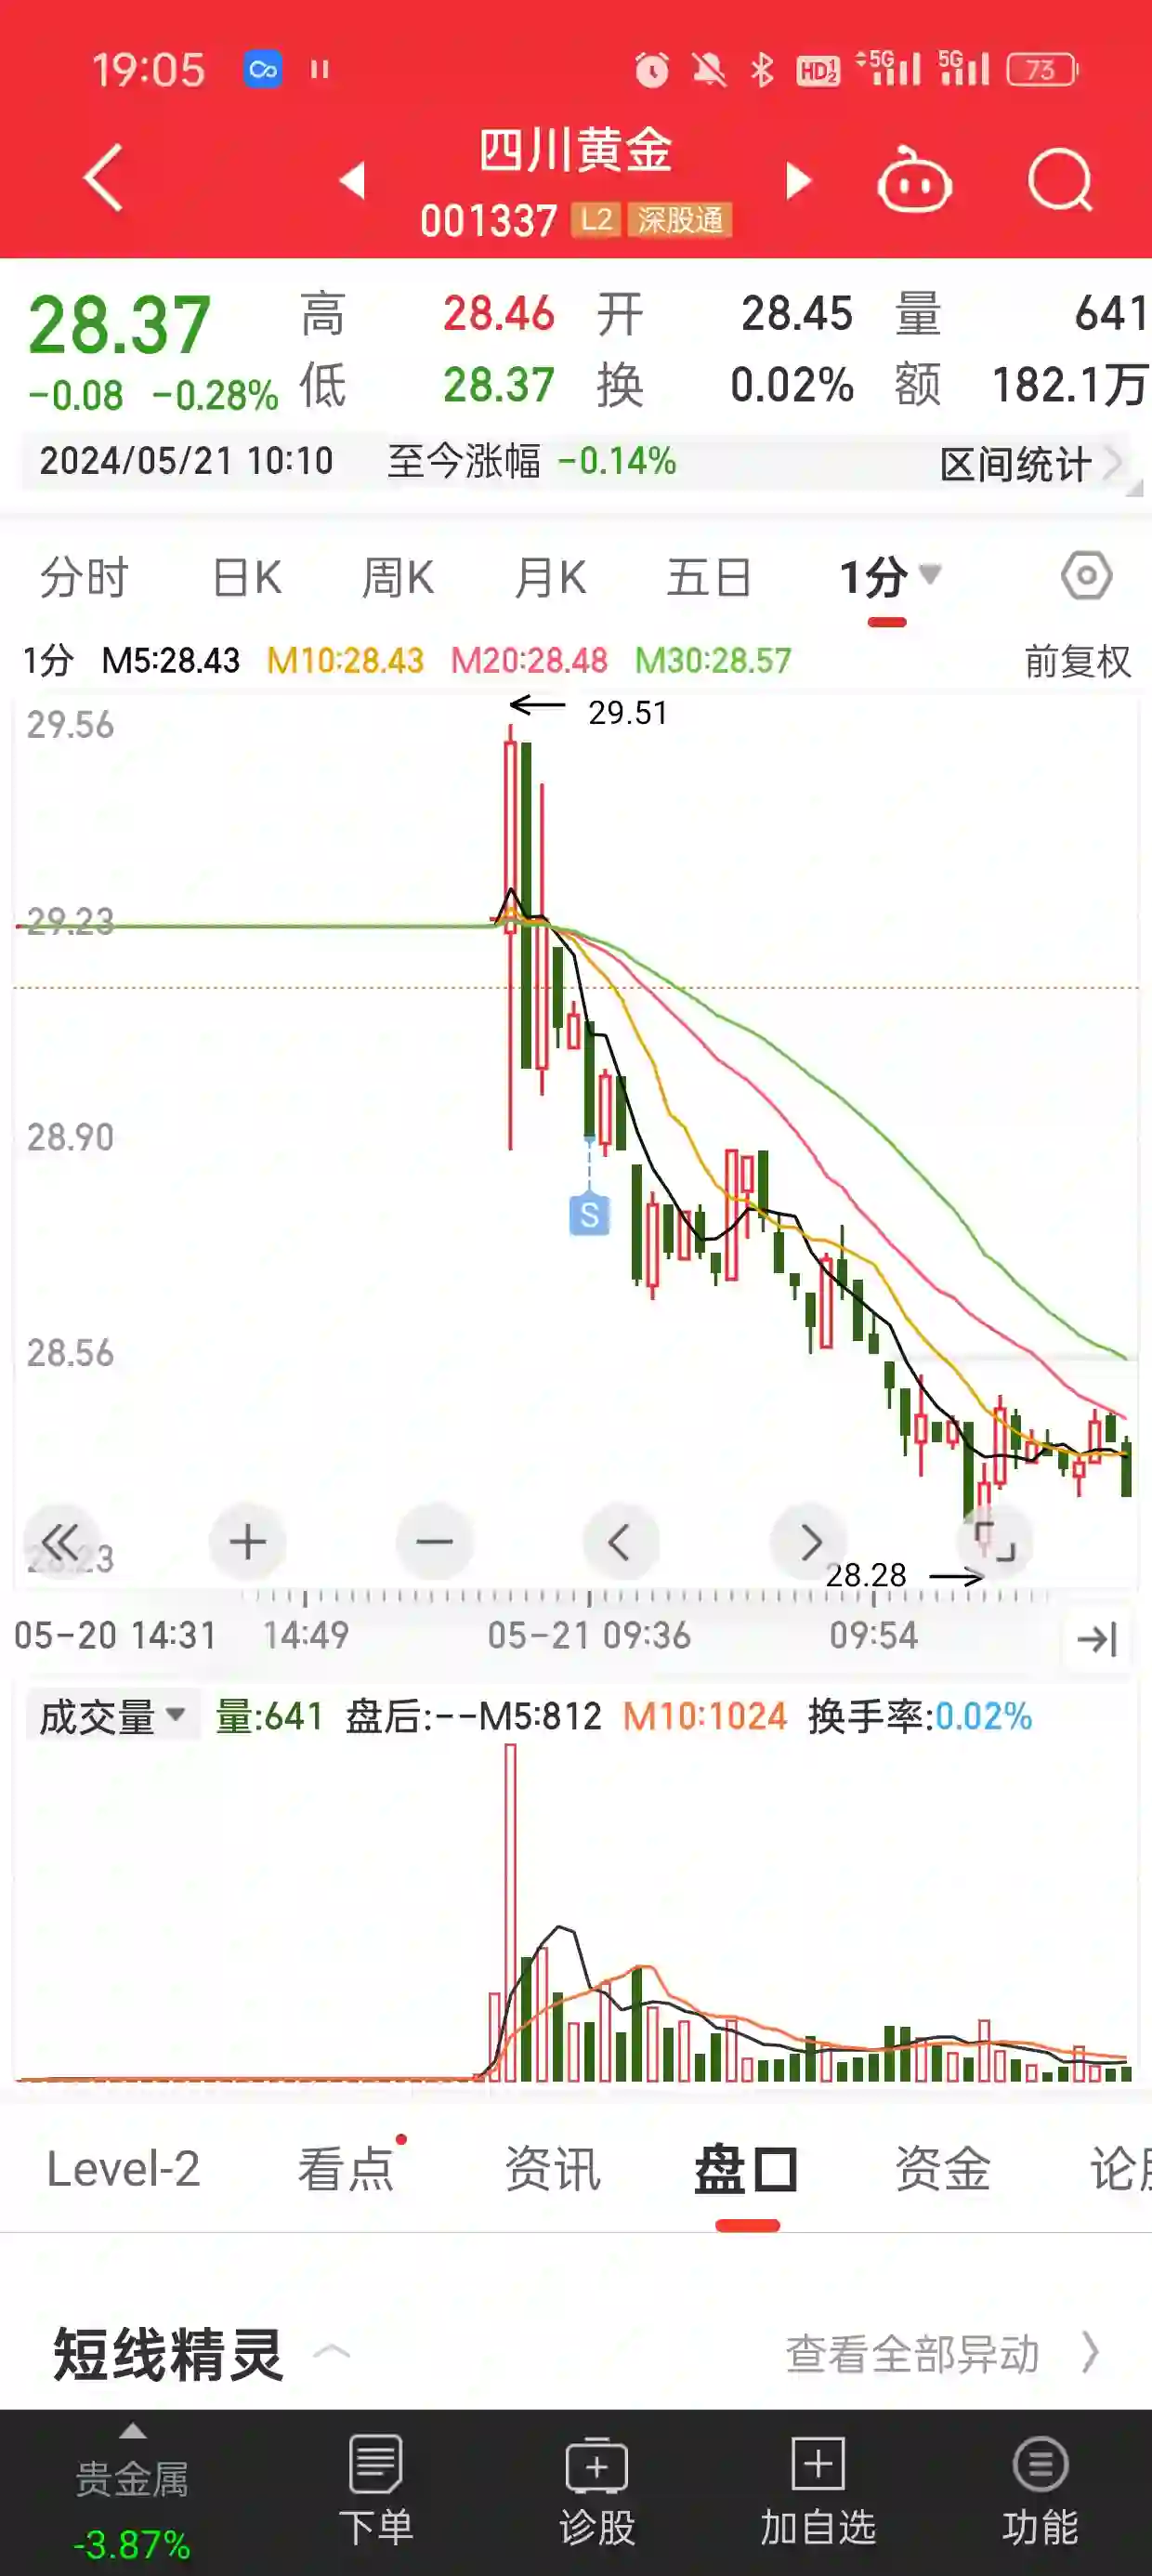 19:05 HD 1 2 5G 5G 73
四川黄金
001337 L2 深股通
28.37 高 28.46 开 28.45 量 641
-0.08 -0.28% 低 28.37 换 0.02% 额 182.1万
2024/05/21 10:10 至今涨幅 -0.14% 区间统计
分时 日K 周K 月K 五日 1分
1分 M5:28.43 M10:28.43 M20:28.48 M30:28.57 前复权
29.51
29.56
29.23
28.90
S
28.56
28.23
28.28
05-20 14:31 14:49 05-21 09:36 09:54
成交量 量:641 盘后:--M5:812 M10:1024 换手率:0.02%
Level-2 看点 资讯 盘口 资金 论
短线精灵 查看全部异动
贵金属 下单 诊股 加自选 功能
-3.87%